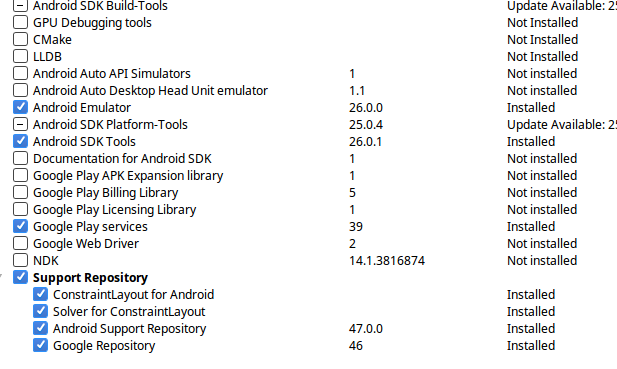 Android SDK Build-Tools Update Available: 25
GPU Debugging tools Not Installed
CMake Not Installed
LLDB Not Installed
Android Auto API Simulators 1 Not installed
Android Auto Desktop Head Unit emulator 1.1 Not installed
Android Emulator 26.0.0 Installed
Android SDK Platform-Tools 25.0.4 Update Available: 25
Android SDK Tools 26.0.1 Installed
Documentation for Android SDK 1 Not installed
Google Play APK Expansion library 1 Not installed
Google Play Billing Library 5 Not installed
Google Play Licensing Library 1 Not installed
Google Play services 39 Installed
Google Web Driver 2 Not installed
NDK 14.1.3816874 Not installed
Support Repository
ConstraintLayout for Android Installed
Solver for ConstraintLayout Installed
Android Support Repository 47.0.0 Installed
Google Repository 46 Installed